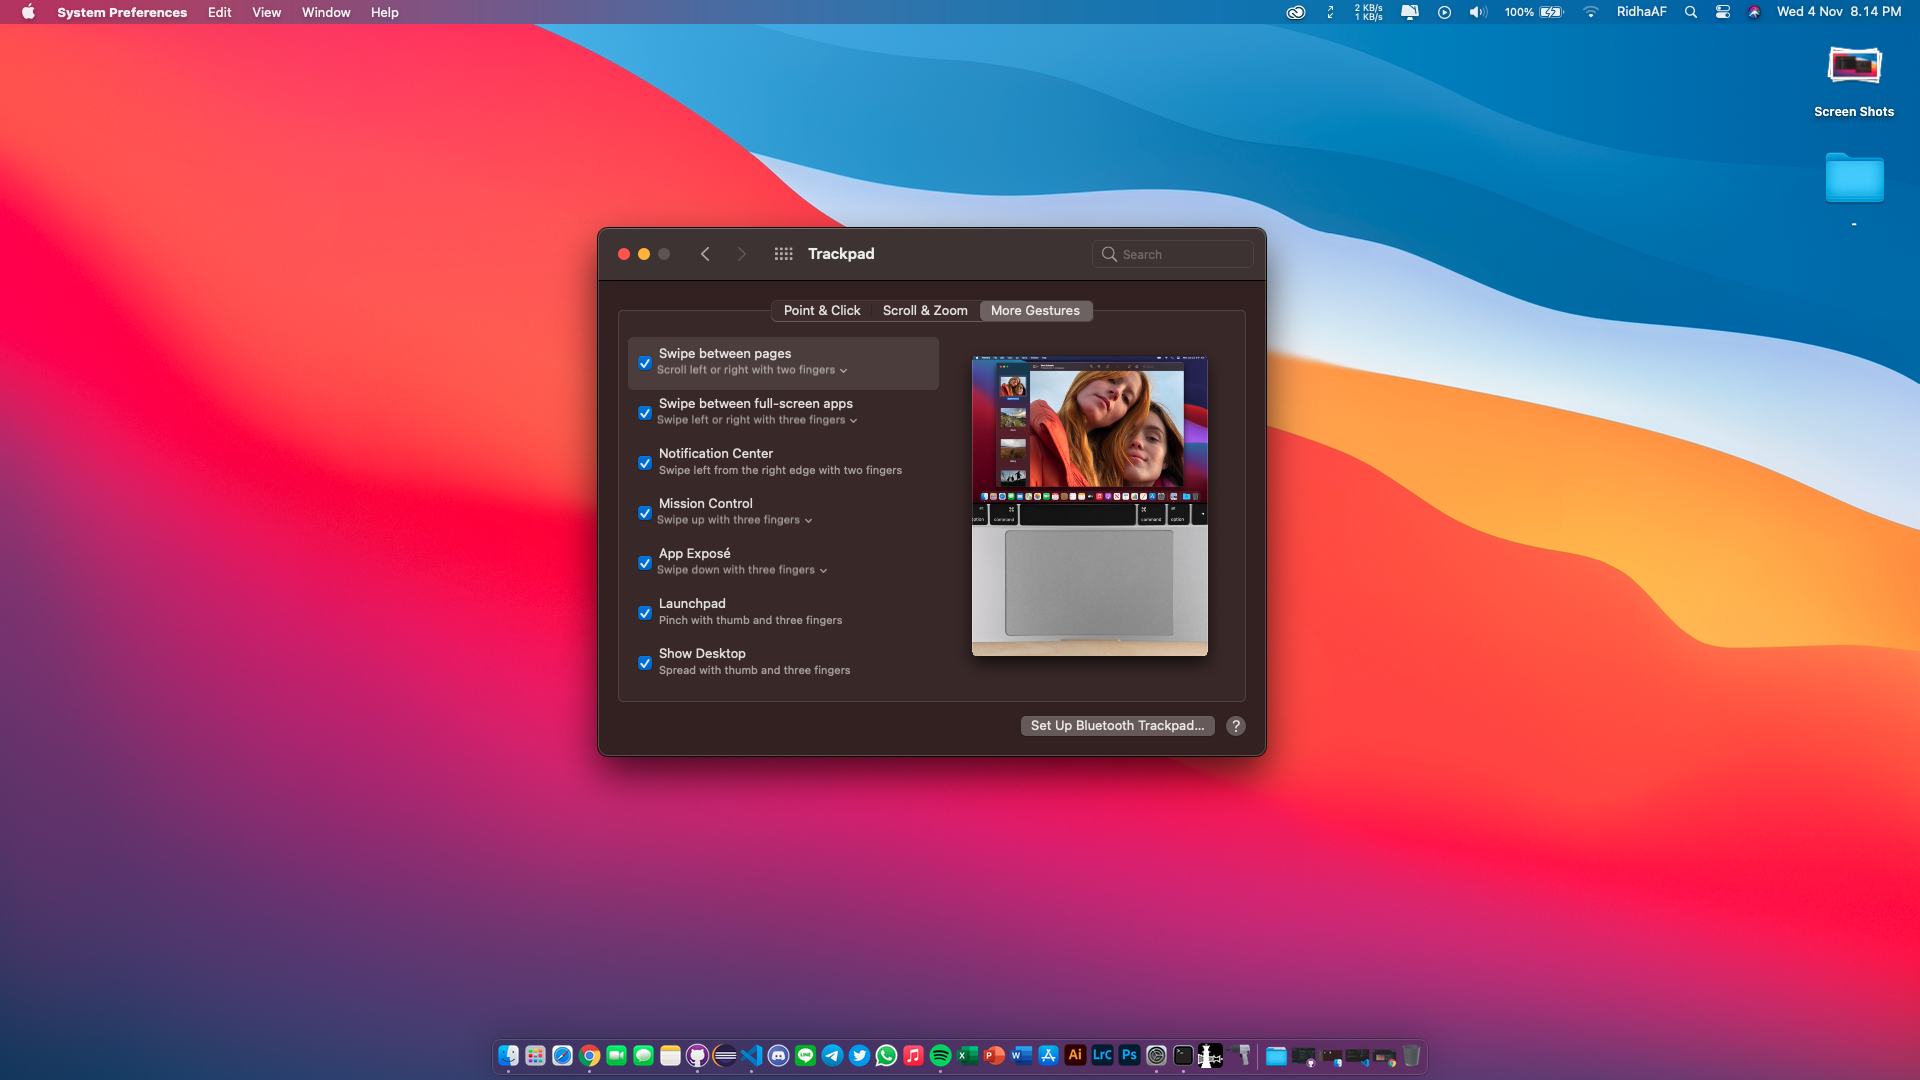 System Preferences Edit View Window Help
2 KB/s
1 KB/s
100%
RidhaAF
Wed 4 Nov 8.14 PM
Screen Shots
-
Trackpad
Search
Point & Click
Scroll & Zoom
More Gestures
Swipe between pages
Scroll left or right with two fingers
Swipe between full-screen apps
Swipe left or right with three fingers
Notification Center
Swipe left from the right edge with two fingers
Mission Control
Swipe up with three fingers
App Exposé
Swipe down with three fingers
Launchpad
Pinch with thumb and three fingers
Show Desktop
Spread with thumb and three fingers
option
command
command
option
Set Up Bluetooth Trackpad...
?
LINE
X
P
W
Ai
LrC
Ps